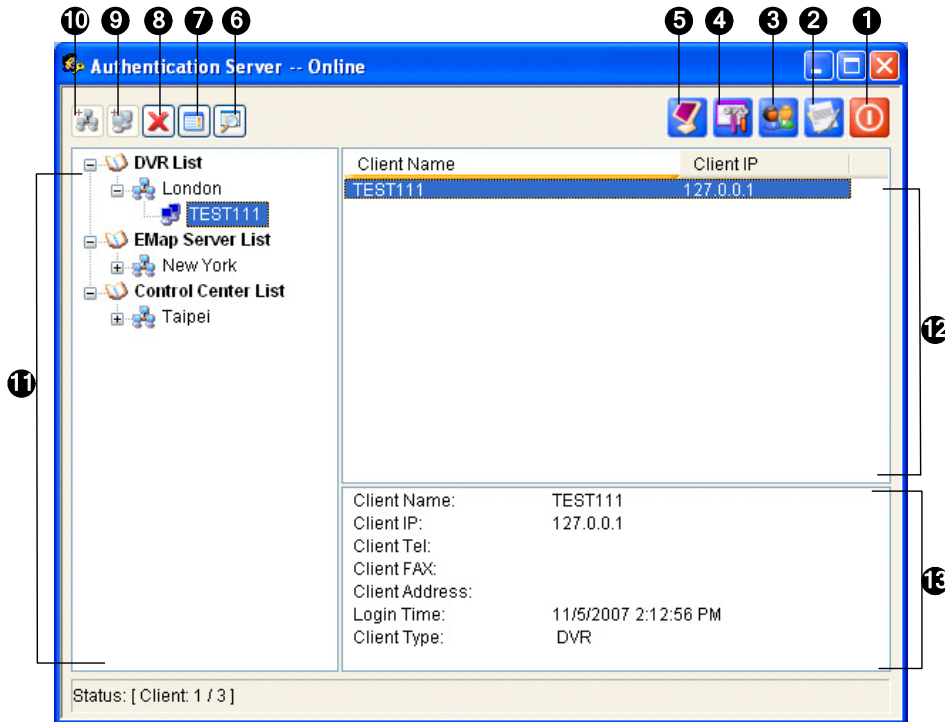 10 9 8 7 6 5 4 3 2 1
Authentication Server -- Online
DVR List
London
TEST111
EMap Server List
New York
Control Center List
Taipei
11
Client Name Client IP
TEST111 127.0.0.1
12
Client Name: TEST111
Client IP: 127.0.0.1
Client Tel:
Client FAX:
Client Address:
Login Time: 11/5/2007 2:12:56 PM
Client Type: DVR
13
Status: [ Client: 1 / 3 ]